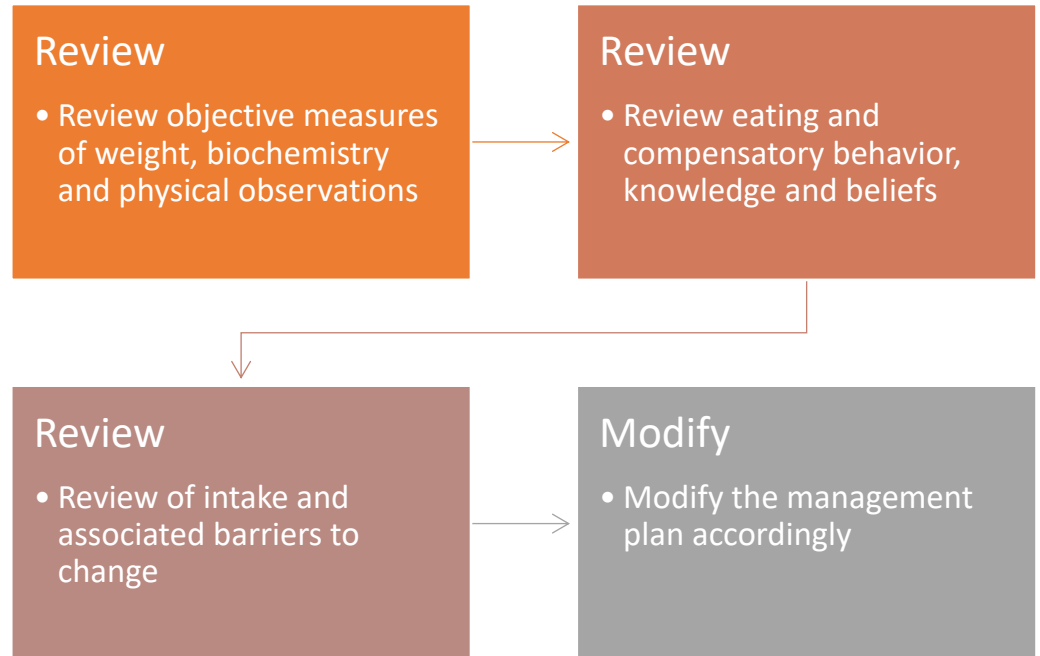 Review
• Review objective measures
of weight, biochemistry
and physical observations
Review
• Review eating and
compensatory behavior,
knowledge and beliefs
Review
• Review of intake and
associated barriers to
change
Modify
• Modify the management
plan accordingly